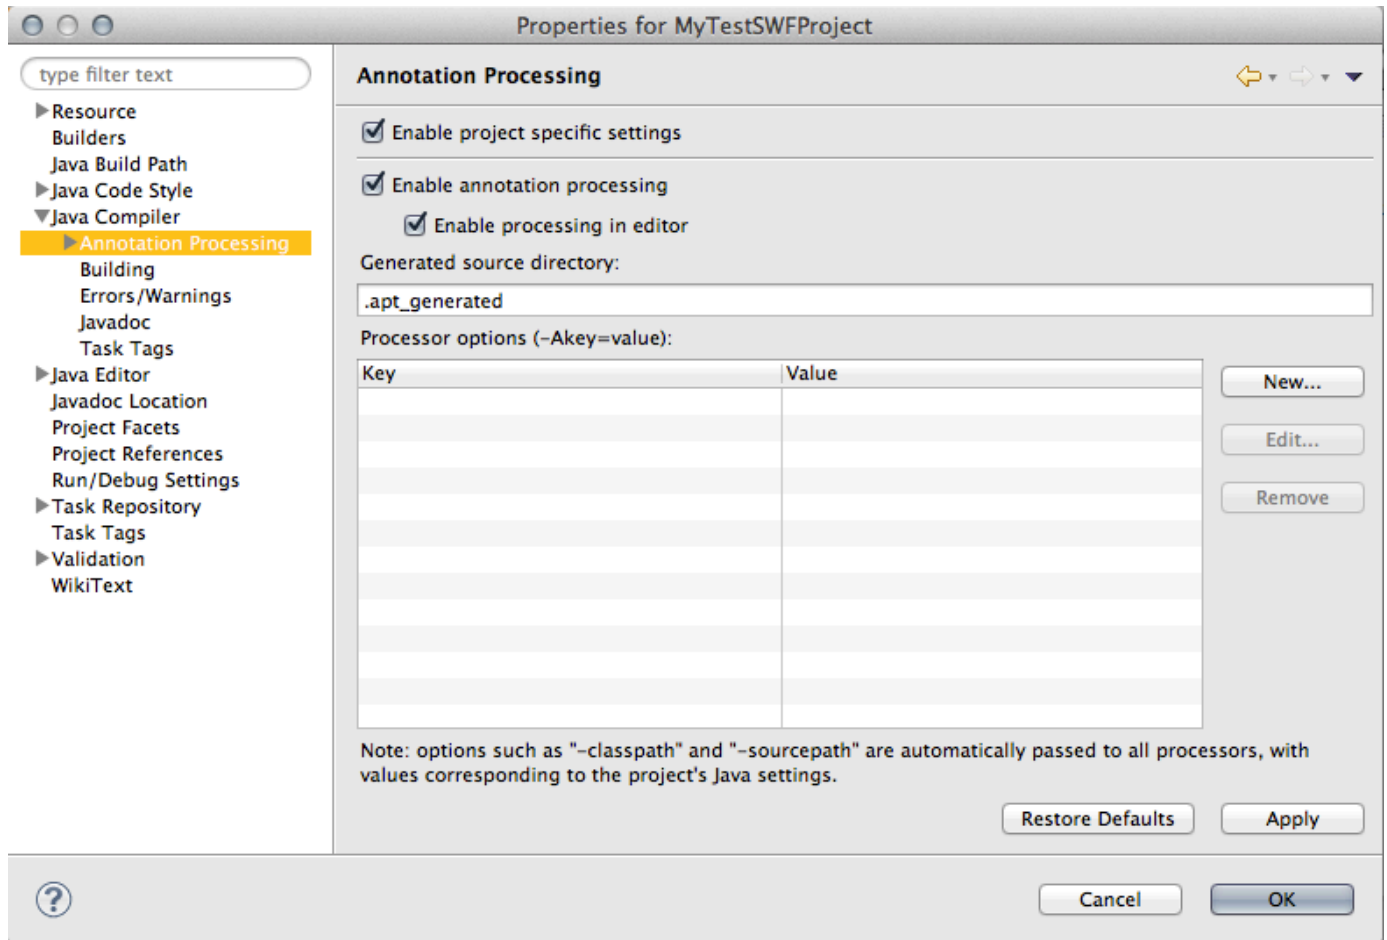 Properties for MyTestSWFProject
type filter text
Resource
Builders
Java Build Path
Java Code Style
Java Compiler
Annotation Processing
Building
Errors/Warnings
Javadoc
Task Tags
Java Editor
Javadoc Location
Project Facets
Project References
Run/Debug Settings
Task Repository
Task Tags
Validation
WikiText
Annotation Processing
Enable project specific settings
Enable annotation processing
Enable processing in editor
Generated source directory:
.apt_generated
Processor options (-Akey=value):
Key Value
New...
Edit...
Remove
Note: options such as "-classpath" and "-sourcepath" are automatically passed to all processors, with
values corresponding to the project's Java settings.
Restore Defaults Apply
? Cancel OK